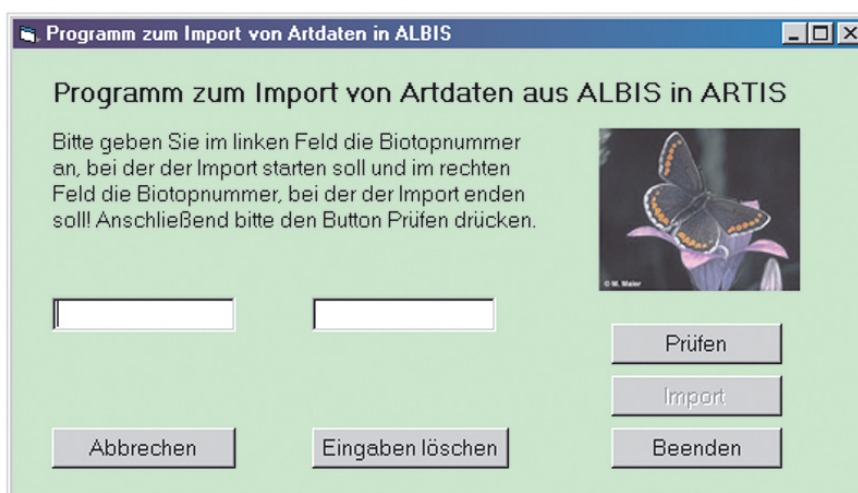 Programm zum Import von Artdaten in ALBIS
Programm zum Import von Artdaten aus ALBIS in ARTIS
Bitte geben Sie im linken Feld die Biotopnummer
an, bei der der Import starten soll und im rechten
Feld die Biotopnummer, bei der der Import enden
soll! Anschließend bitte den Button Prüfen drücken.
© M. Maier
Prüfen
Import
Abbrechen
Eingaben löschen
Beenden